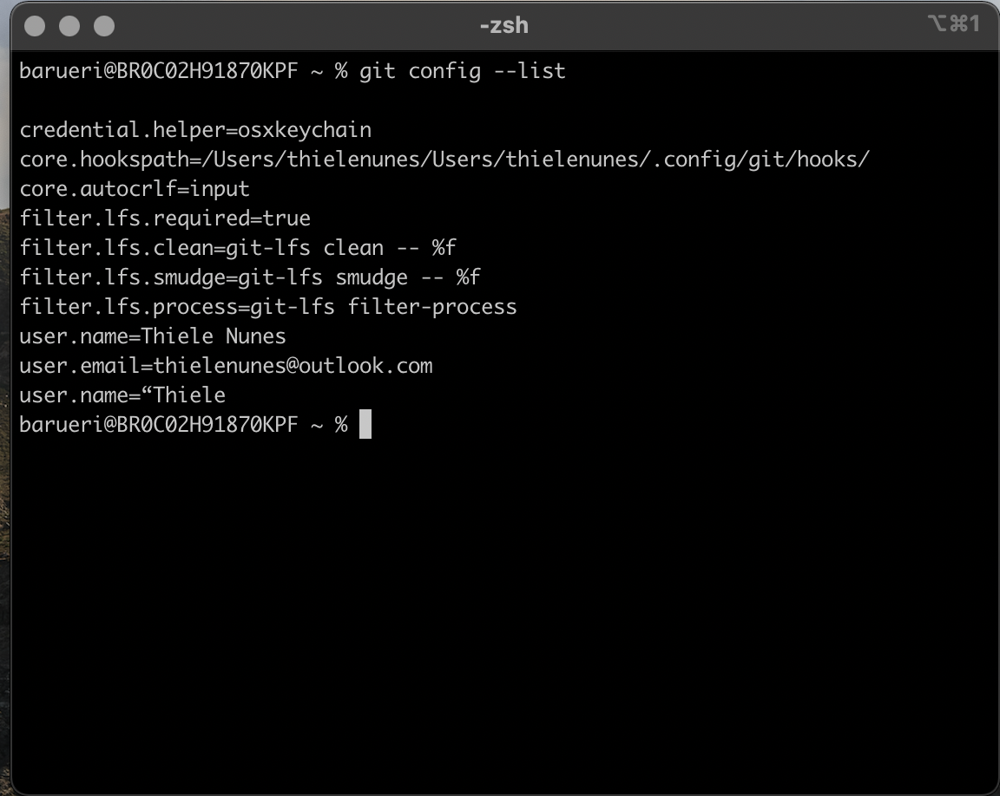 -zsh
⌥⌘1
barueri@BR0C02H91870KPF ~ % git config --list
credential.helper=osxkeychain
core.hookspath=/Users/thielenunes/Users/thielenunes/.config/git/hooks/
core.autocrlf=input
filter.lfs.required=true
filter.lfs.clean=git-lfs clean -- %f
filter.lfs.smudge=git-lfs smudge -- %f
filter.lfs.process=git-lfs filter-process
user.name=Thiele Nunes
user.email=thielenunes@outlook.com
user.name=“Thiele
barueri@BR0C02H91870KPF ~ %